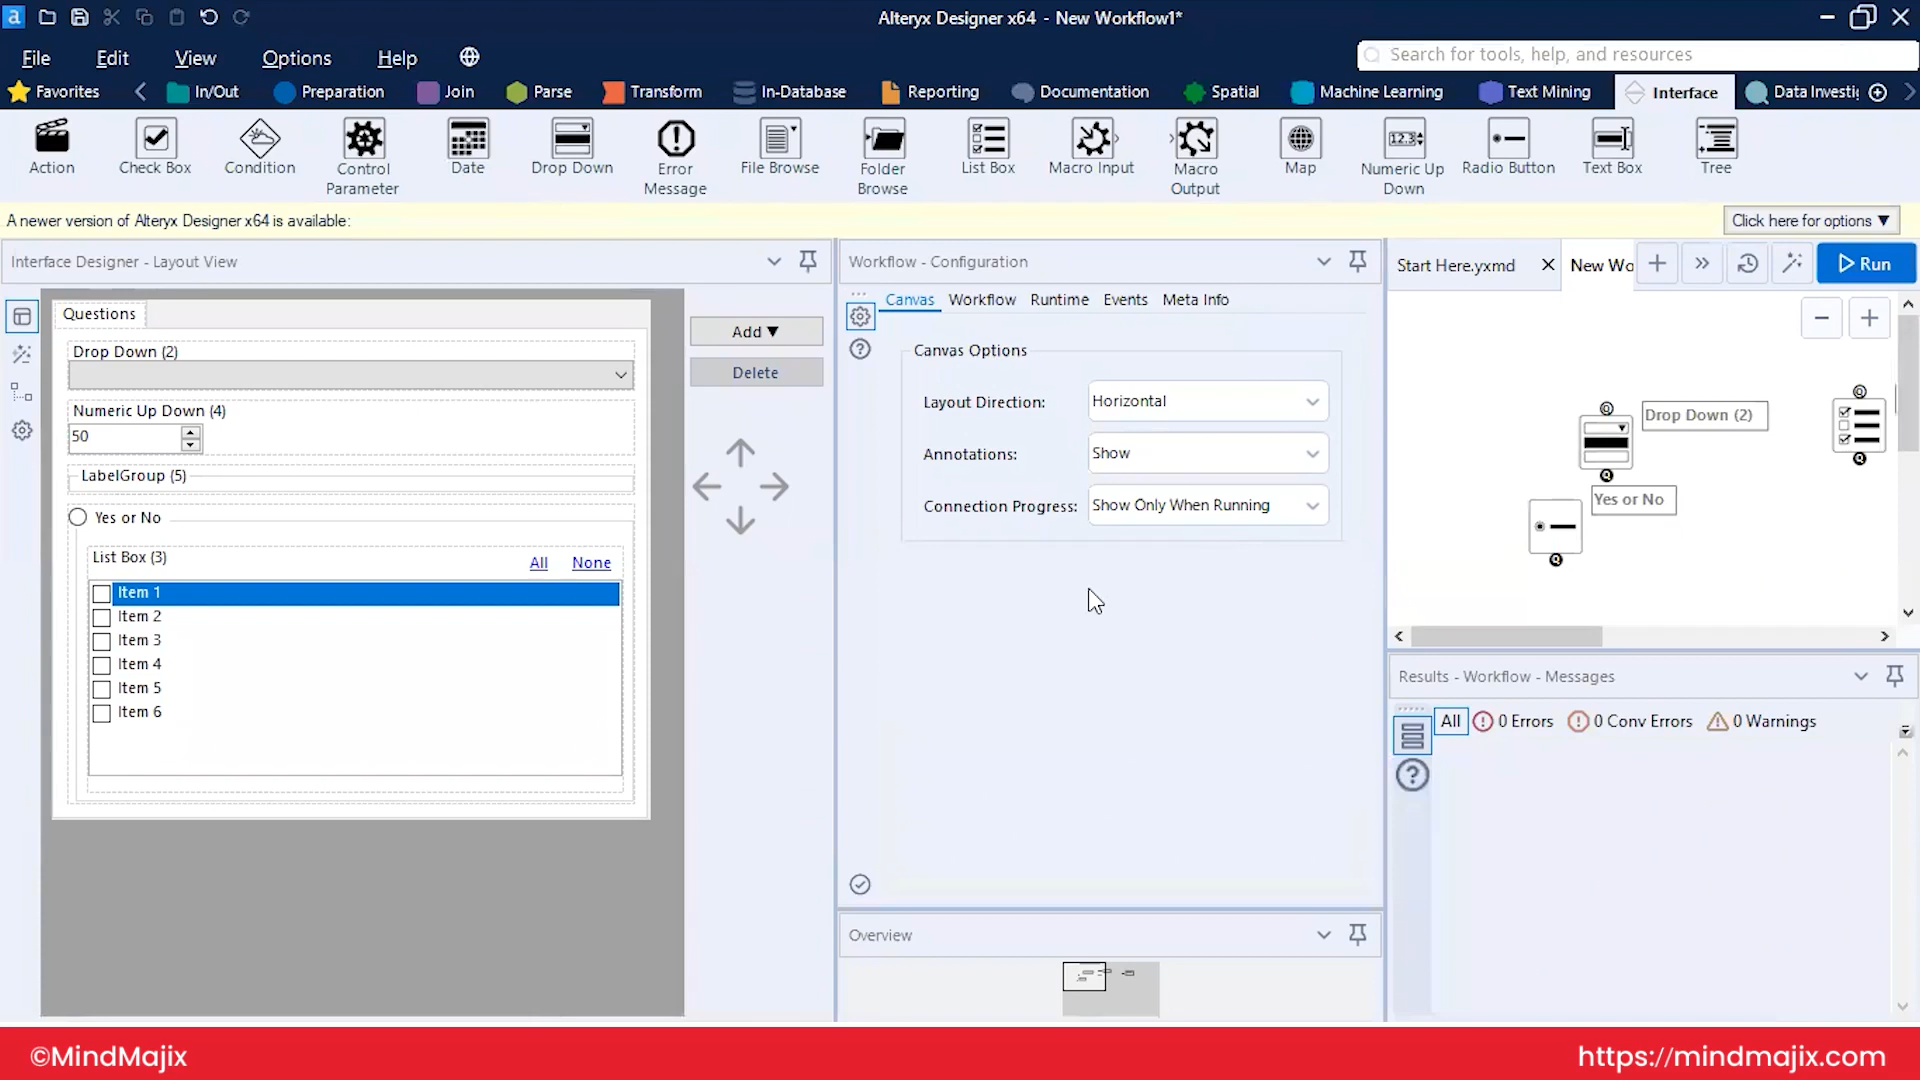 a
Alteryx Designer x64 - New Workflow1*
File Edit View Options Help
Search for tools, help, and resources
Favorites In/Out Preparation Join Parse Transform In-Database Reporting Documentation Spatial Machine Learning Text Mining Interface Data Investi
Action Check Box Condition Control Parameter Date Drop Down Error Message File Browse Folder Browse List Box Macro Input Macro Output Map Numeric Up Down Radio Button Text Box Tree
A newer version of Alteryx Designer x64 is available:
Click here for options ▼
Interface Designer - Layout View
Questions
Drop Down (2)
Numeric Up Down (4)
50
LabelGroup (5)
Yes or No
List Box (3)
All None
Item 1
Item 2
Item 3
Item 4
Item 5
Item 6
Add ▼
Delete
Workflow - Configuration
Canvas Workflow Runtime Events Meta Info
Canvas Options
Layout Direction: Horizontal
Annotations: Show
Connection Progress: Show Only When Running
Overview
Start Here.yxmd New Wo
Run
Drop Down (2)
Yes or No
Results - Workflow - Messages
All 0 Errors 0 Conv Errors 0 Warnings
©MindMajix
https://mindmajix.com